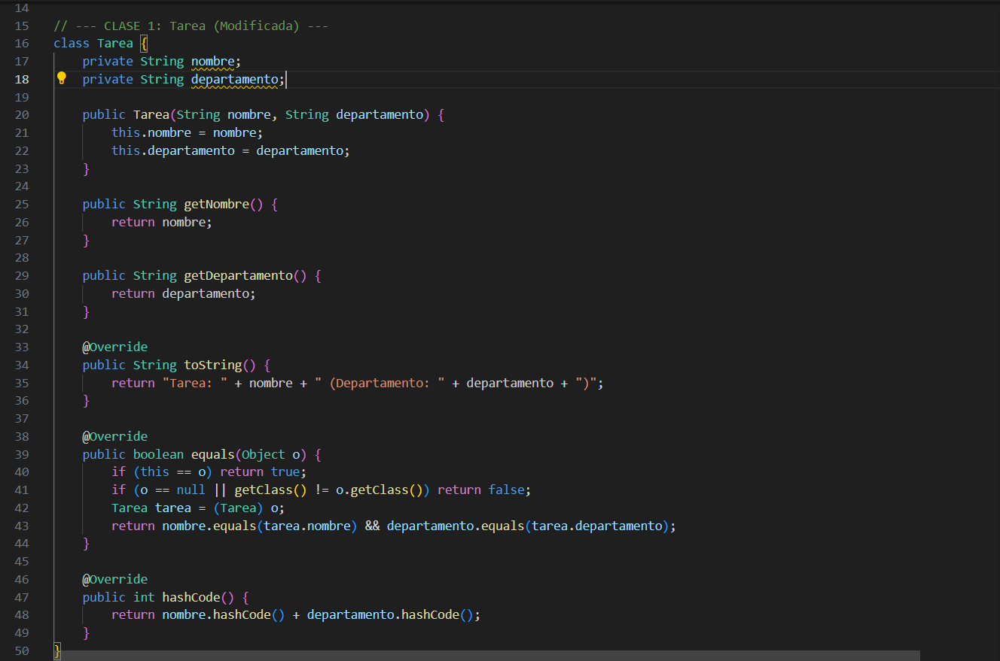 14
15 // --- CLASE 1: Tarea (Modificada) ---
16 class Tarea {
17     private String nombre;
18     private String departamento;
19
20     public Tarea(String nombre, String departamento) {
21         this.nombre = nombre;
22         this.departamento = departamento;
23     }
24
25     public String getNombre() {
26         return nombre;
27     }
28
29     public String getDepartamento() {
30         return departamento;
31     }
32
33     @Override
34     public String toString() {
35         return "Tarea: " + nombre + " (Departamento: " + departamento + ")";
36     }
37
38     @Override
39     public boolean equals(Object o) {
40         if (this == o) return true;
41         if (o == null || getClass() != o.getClass()) return false;
42         Tarea tarea = (Tarea) o;
43         return nombre.equals(tarea.nombre) && departamento.equals(tarea.departamento);
44     }
45
46     @Override
47     public int hashCode() {
48         return nombre.hashCode() + departamento.hashCode();
49     }
50 }